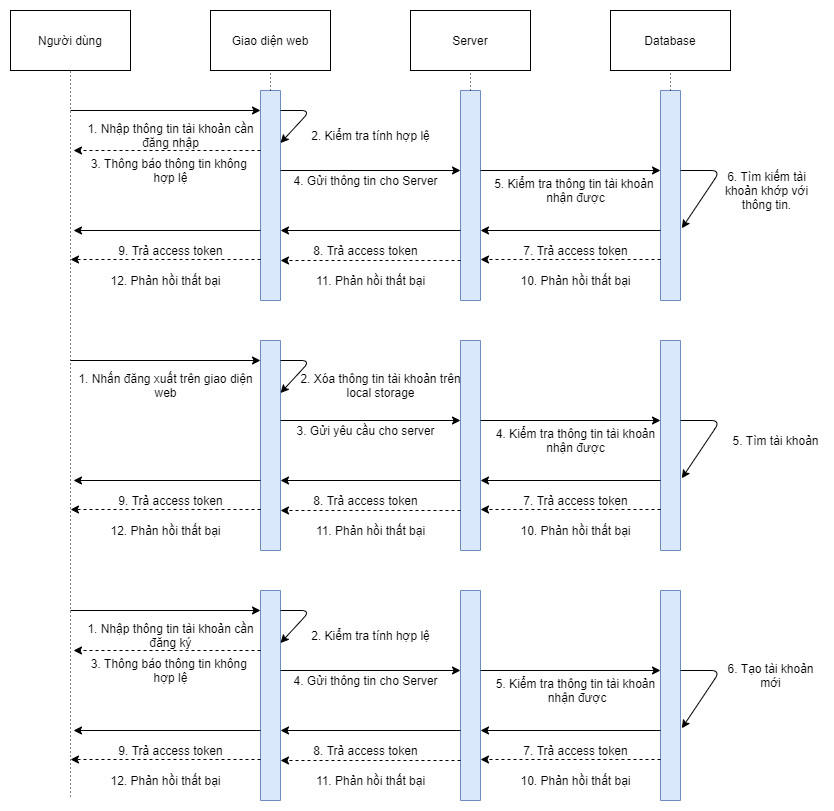 Người dùng
Giao diện web
Server
Database
1. Nhập thông tin tài khoản cần
đăng nhập
2. Kiểm tra tính hợp lệ
3. Thông báo thông tin không
hợp lệ
4. Gửi thông tin cho Server
5. Kiểm tra thông tin tài khoản
nhận được
6. Tìm kiếm tài
khoản khớp với
thông tin.
9. Trả access token
8. Trả access token
7. Trả access token
12. Phản hồi thất bại
11. Phản hồi thất bại
10. Phản hồi thất bại
1. Nhấn đăng xuất trên giao diện
web
2. Xóa thông tin tài khoản trên
local storage
3. Gửi yêu cầu cho server
4. Kiểm tra thông tin tài khoản
nhận được
5. Tìm tài khoản
9. Trả access token
8. Trả access token
7. Trả access token
12. Phản hồi thất bại
11. Phản hồi thất bại
10. Phản hồi thất bại
1. Nhập thông tin tài khoản cần
đăng ký
2. Kiểm tra tính hợp lệ
3. Thông báo thông tin không
hợp lệ
4. Gửi thông tin cho Server
5. Kiểm tra thông tin tài khoản
nhận được
6. Tạo tài khoản
mới
9. Trả access token
8. Trả access token
7. Trả access token
12. Phản hồi thất bại
11. Phản hồi thất bại
10. Phản hồi thất bại